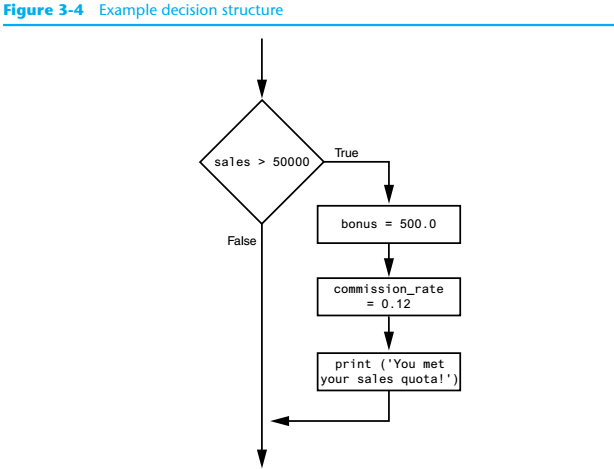 Figure 3-4 Example decision structure
sales > 50000
True
bonus = 500.0
False
commission_rate
= 0.12
print ('You met
your sales quota!')